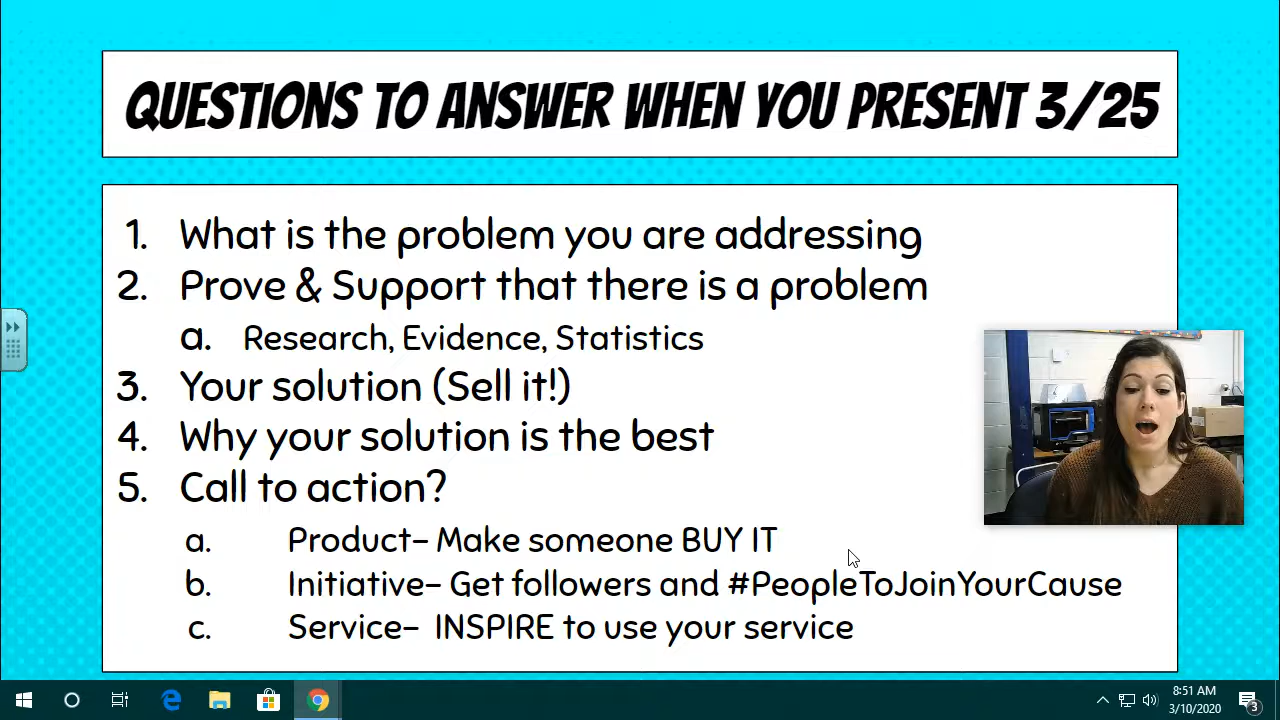 QUESTIONS TO ANSWER WHEN YOU PRESENT 3/25
1. What is the problem you are addressing
2. Prove & Support that there is a problem
a. Research, Evidence, Statistics
3. Your solution (Sell it!)
4. Why your solution is the best
5. Call to action?
a. Product- Make someone BUY IT
b. Initiative- Get followers and #PeopleToJoinYourCause
c. Service- INSPIRE to use your service
8:51 AM
3/10/2020
3